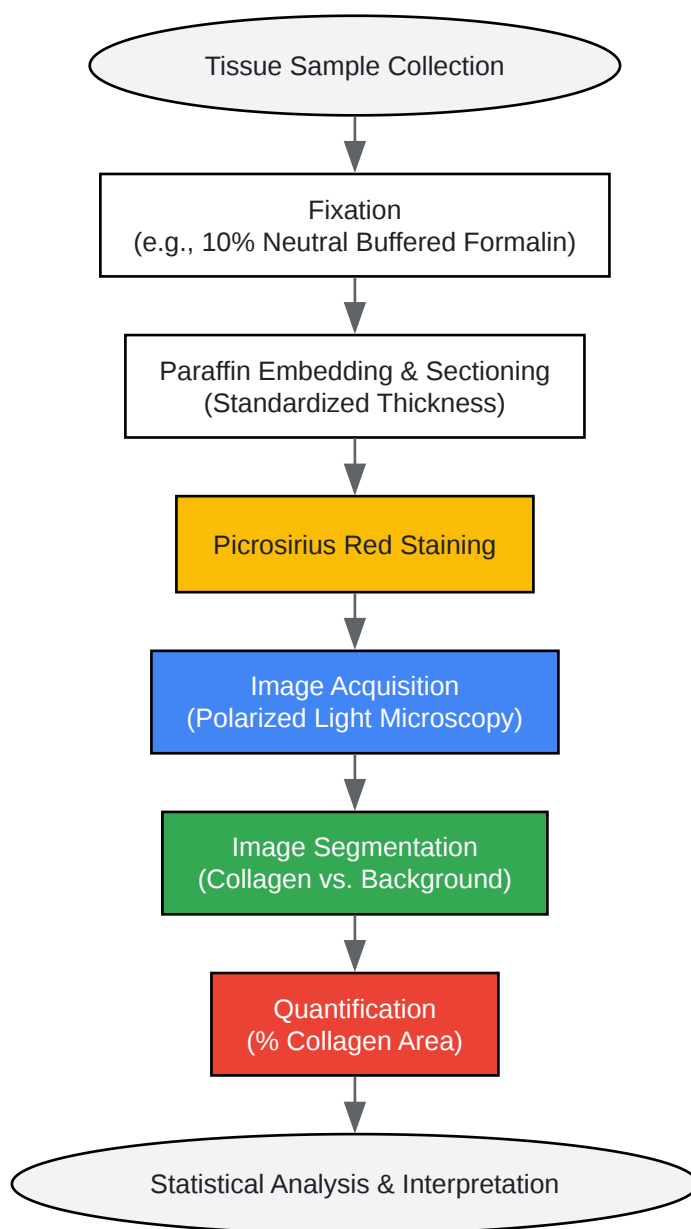 Tissue Sample Collection
Fixation
(e.g., 10% Neutral Buffered Formalin)
Paraffin Embedding & Sectioning
(Standardized Thickness)
Picrosirius Red Staining
Image Acquisition
(Polarized Light Microscopy)
Image Segmentation
(Collagen vs. Background)
Quantification
(% Collagen Area)
Statistical Analysis & Interpretation